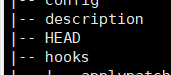 |-- config
|-- description
|-- HEAD
|-- hooks